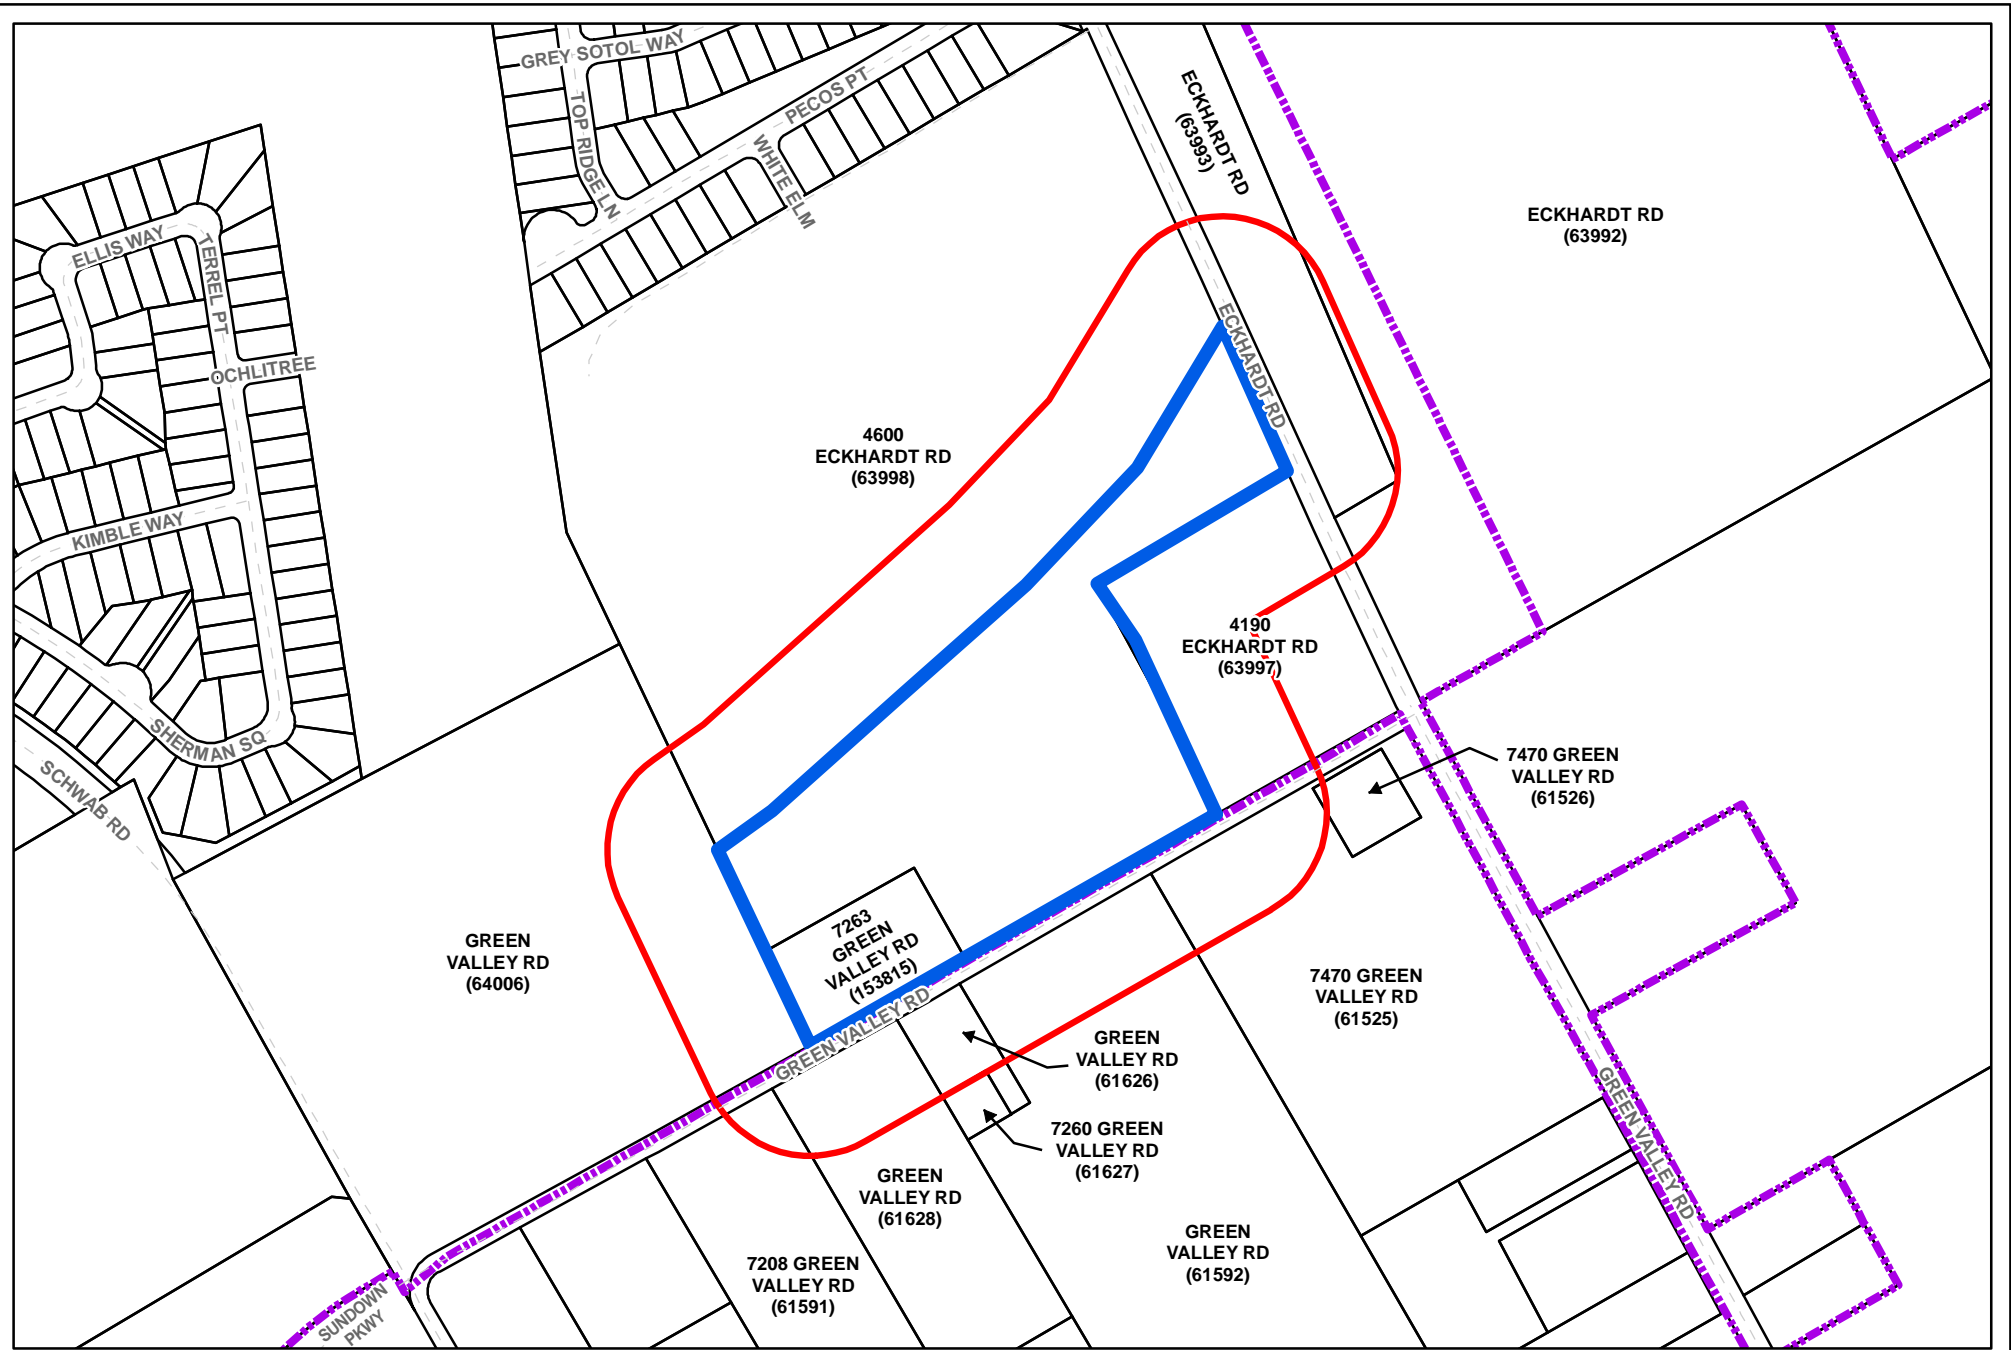 GREY SOTOL WAY
PECOS PT
TOP RIDGE LN
WHITE ELM
ECKHARDT RD
(63993)
ECKHARDT RD
(63992)
ELLIS WAY
TERREL PT
OCHLITREE
ECKHARDT RD
4600
ECKHARDT RD
(63998)
KIMBLE WAY
4190
ECKHARDT RD
(63997)
SHERMAN SQ
SCHWAB RD
7470 GREEN
VALLEY RD
(61526)
7263
GREEN
VALLEY RD
(153815)
GREEN
VALLEY RD
(64006)
GREEN VALLEY RD
7470 GREEN
VALLEY RD
(61525)
GREEN
VALLEY RD
(61626)
7260 GREEN
VALLEY RD
(61627)
GREEN VALLEY RD
GREEN
VALLEY RD
(61628)
GREEN
VALLEY RD
(61592)
7208 GREEN
VALLEY RD
(61591)
SUNDOWN
PKWY